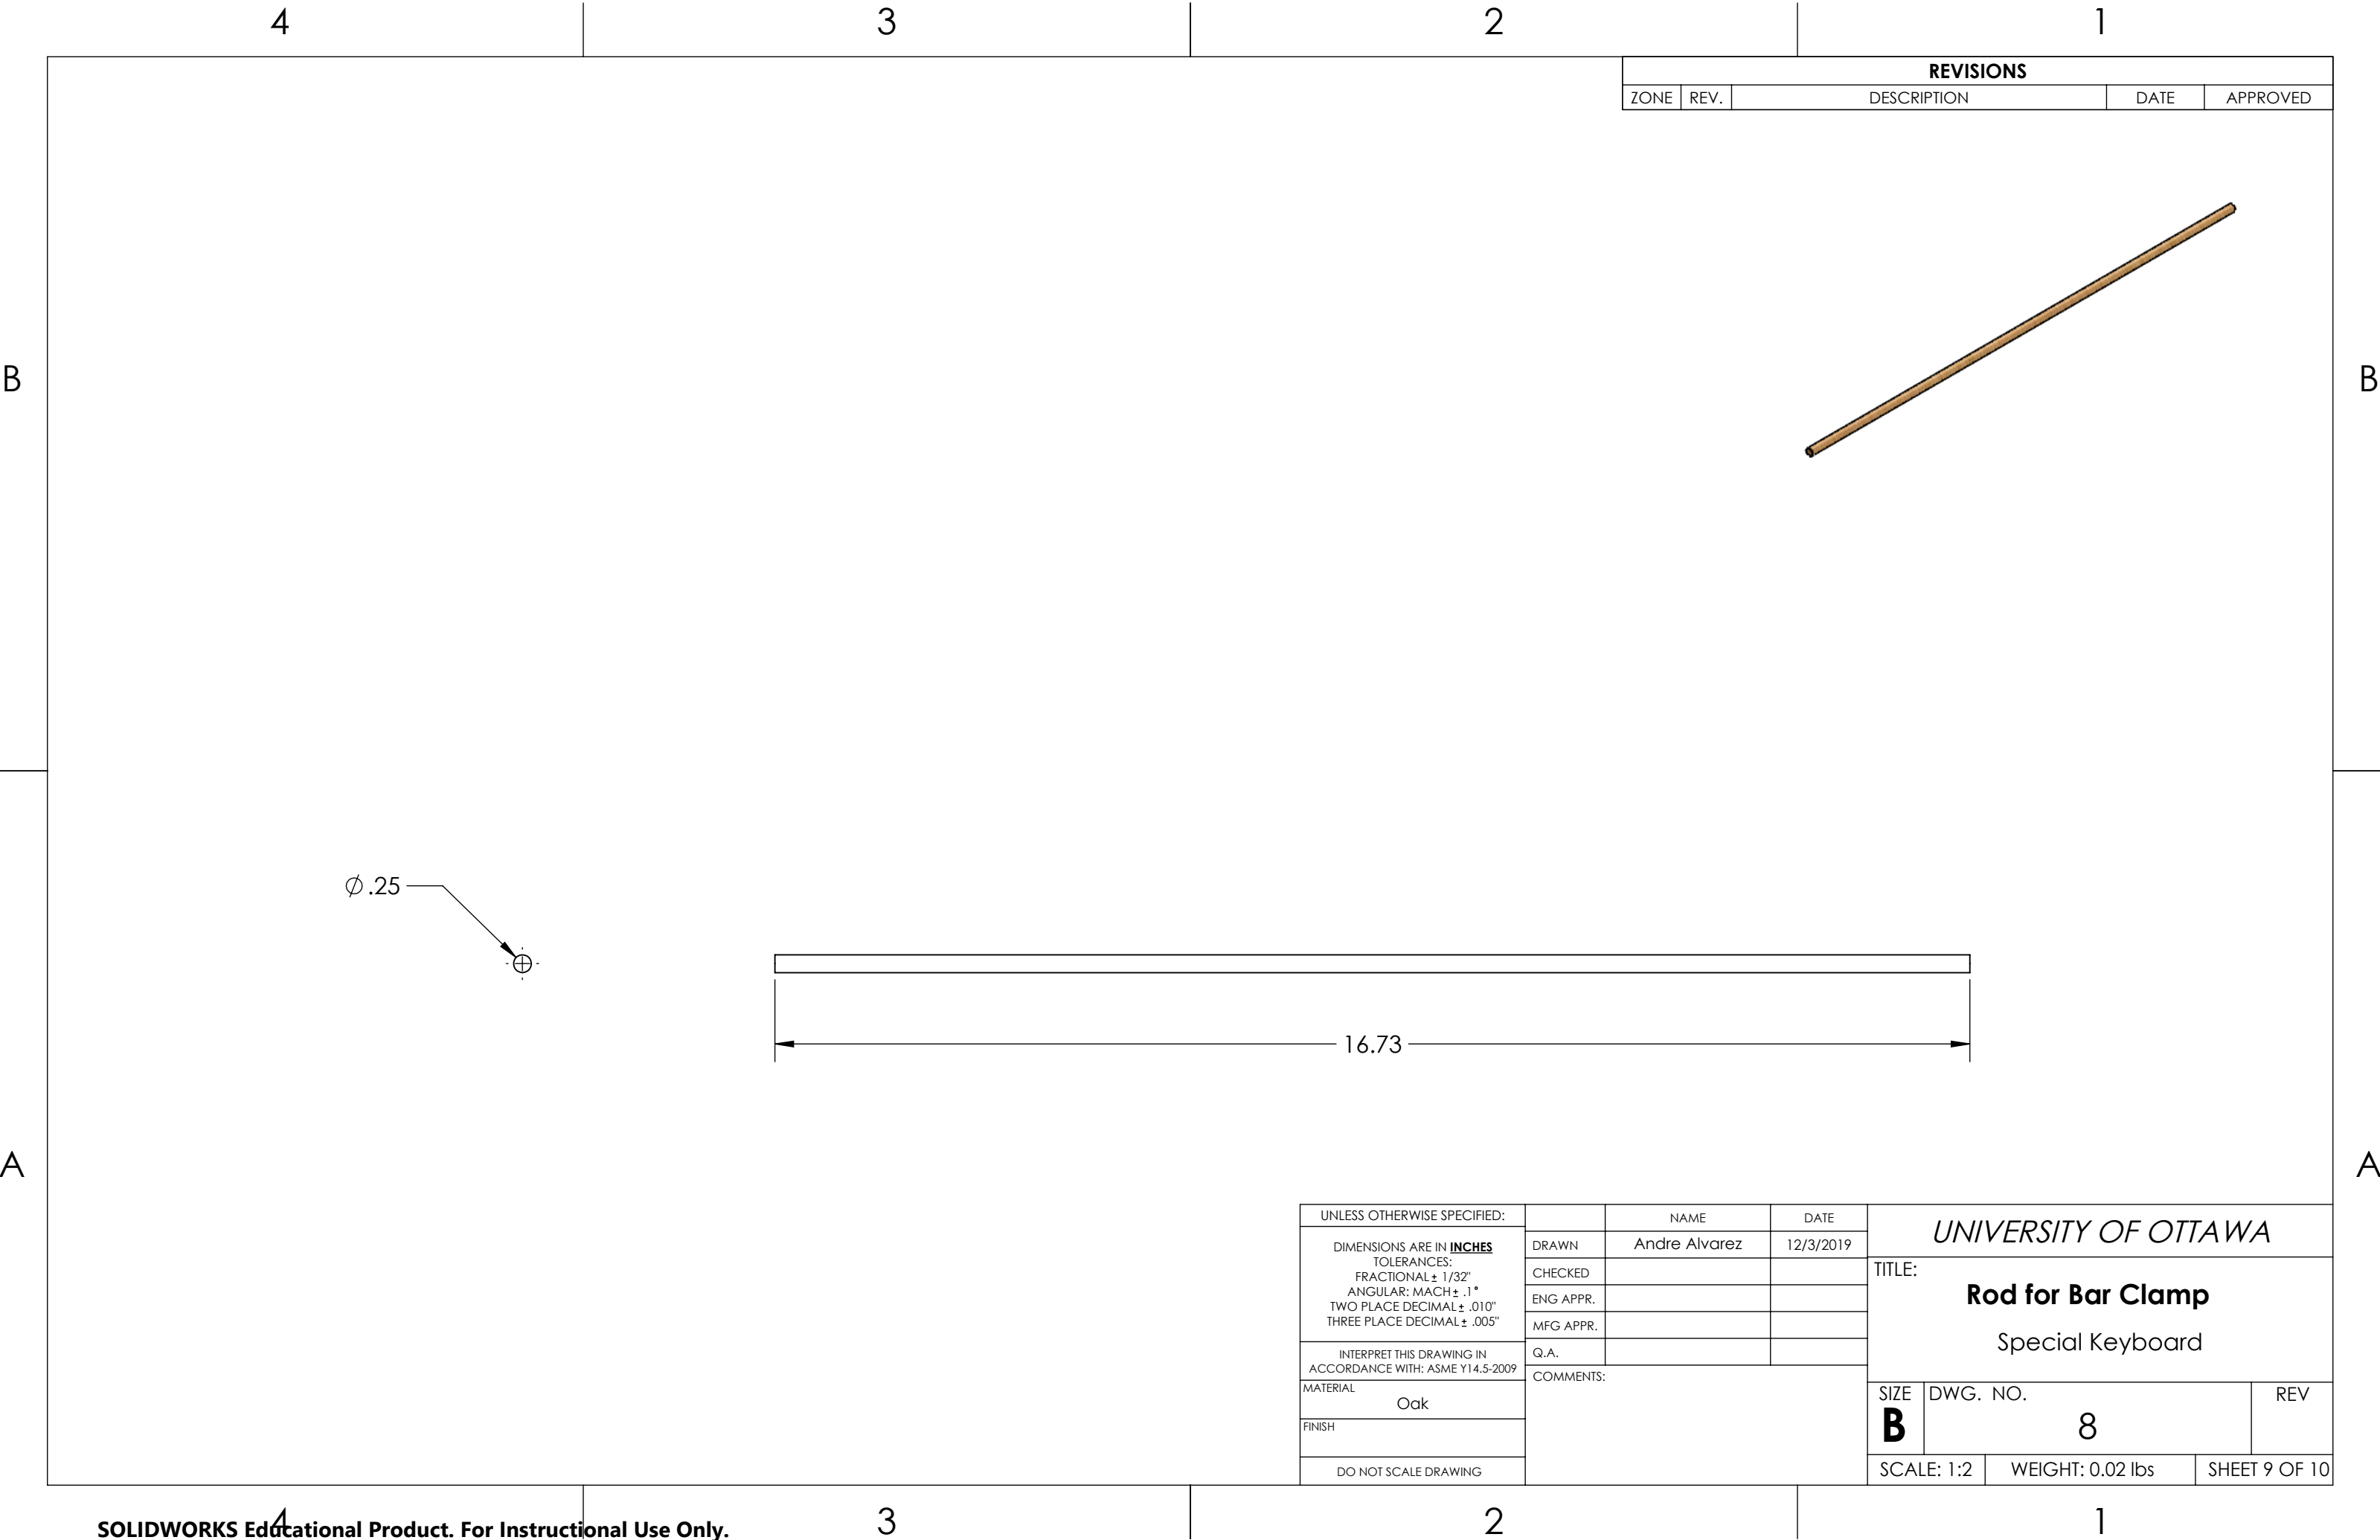 4 3 2 1
REVISIONS
ZONE REV. DESCRIPTION DATE APPROVED
B B
⌀.25
16.73
A A
UNLESS OTHERWISE SPECIFIED:
DIMENSIONS ARE IN INCHES
TOLERANCES:
FRACTIONAL ± 1/32"
ANGULAR: MACH ± .1°
TWO PLACE DECIMAL ± .010"
THREE PLACE DECIMAL ± .005"
INTERPRET THIS DRAWING IN
ACCORDANCE WITH: ASME Y14.5-2009
MATERIAL
Oak
FINISH
DO NOT SCALE DRAWING
NAME DATE
DRAWN Andre Alvarez 12/3/2019
CHECKED
ENG APPR.
MFG APPR.
Q.A.
COMMENTS:
UNIVERSITY OF OTTAWA
TITLE:
Rod for Bar Clamp
Special Keyboard
SIZE DWG. NO. REV
B 8
SCALE: 1:2 WEIGHT: 0.02 lbs SHEET 9 OF 10
4 3 2 1
SOLIDWORKS Educational Product. For Instructional Use Only.